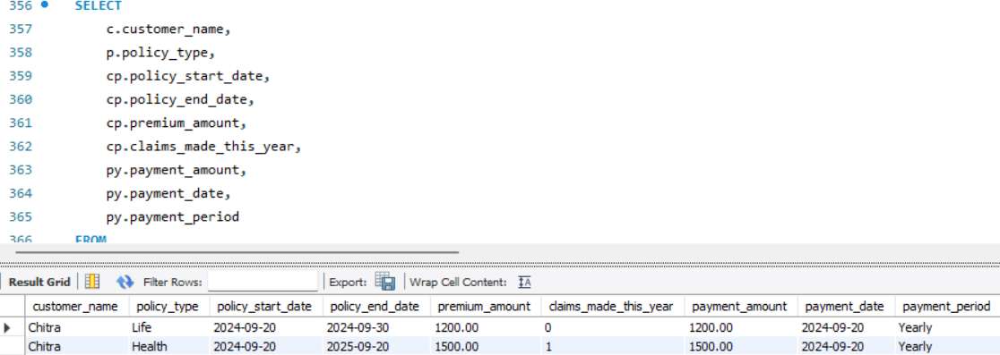 356 SELECT
357 c.customer_name,
358 p.policy_type,
359 cp.policy_start_date,
360 cp.policy_end_date,
361 cp.premium_amount,
362 cp.claims_made_this_year,
363 py.payment_amount,
364 py.payment_date,
365 py.payment_period
366 FROM
Result Grid Filter Rows: Export: Wrap Cell Content:
customer_name policy_type policy_start_date policy_end_date premium_amount claims_made_this_year payment_amount payment_date payment_period
Chitra Life 2024-09-20 2024-09-30 1200.00 0 1200.00 2024-09-20 Yearly
Chitra Health 2024-09-20 2025-09-20 1500.00 1 1500.00 2024-09-20 Yearly